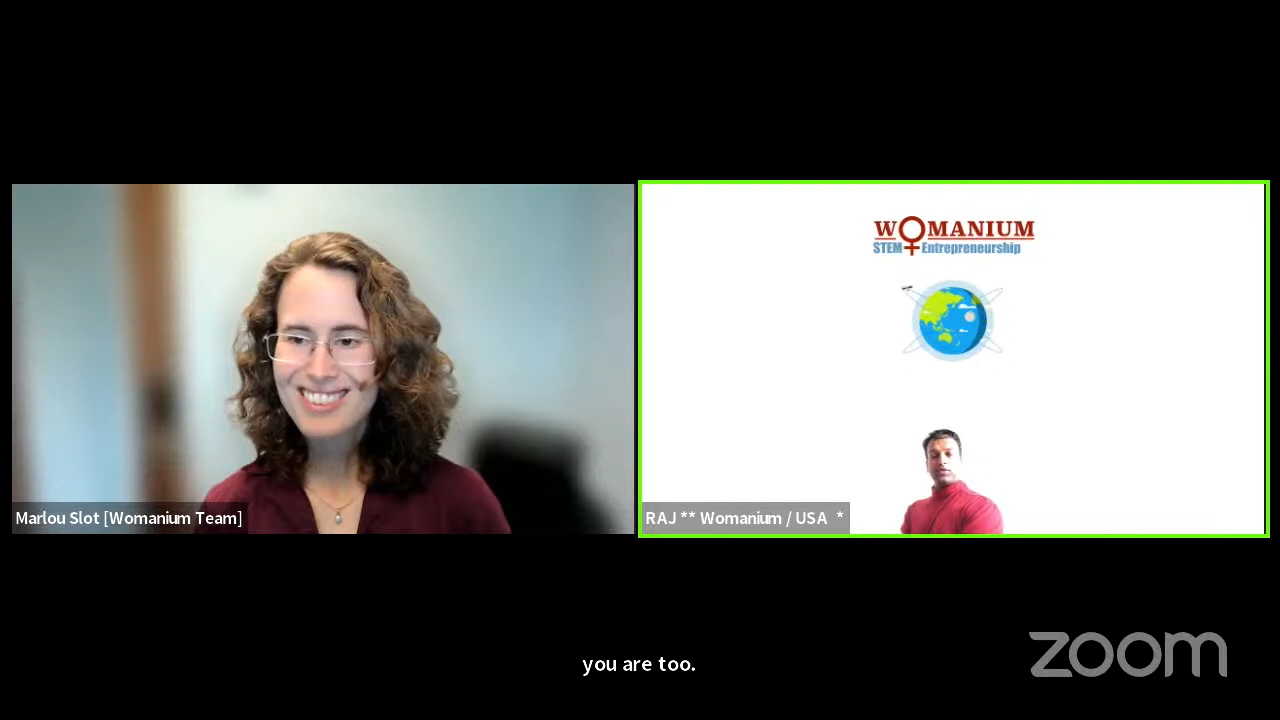 WOMANIUM
STEM Entrepreneurship
Marlou Slot [Womanium Team]
RAJ ** Womanium / USA *
you are too.
zoom